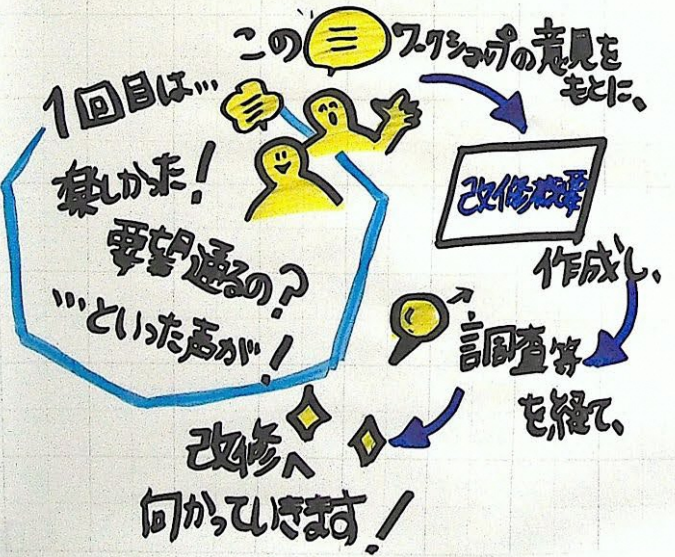 1回目は…
楽しかった!
要望通るの?
…といった声が!
このワークショップの意見を
もとに、
改修概要
作成し、
調査等
を経て、
改修へ
向かっていきます!